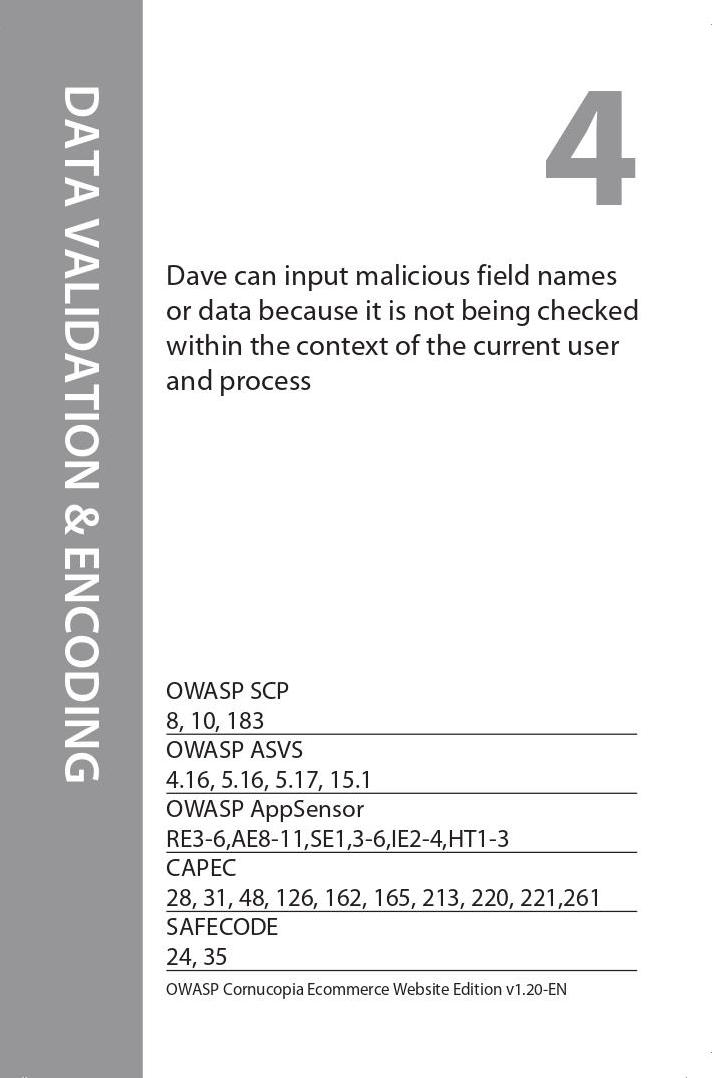 DATA VALIDATION & ENCODING
4
Dave can input malicious field names
or data because it is not being checked
within the context of the current user
and process
OWASP SCP
8, 10, 183
OWASP ASVS
4.16, 5.16, 5.17, 15.1
OWASP AppSensor
RE3-6,AE8-11,SE1,3-6,IE2-4,HT1-3
CAPEC
28, 31, 48, 126, 162, 165, 213, 220, 221,261
SAFECODE
24, 35
OWASP Cornucopia Ecommerce Website Edition v1.20-EN